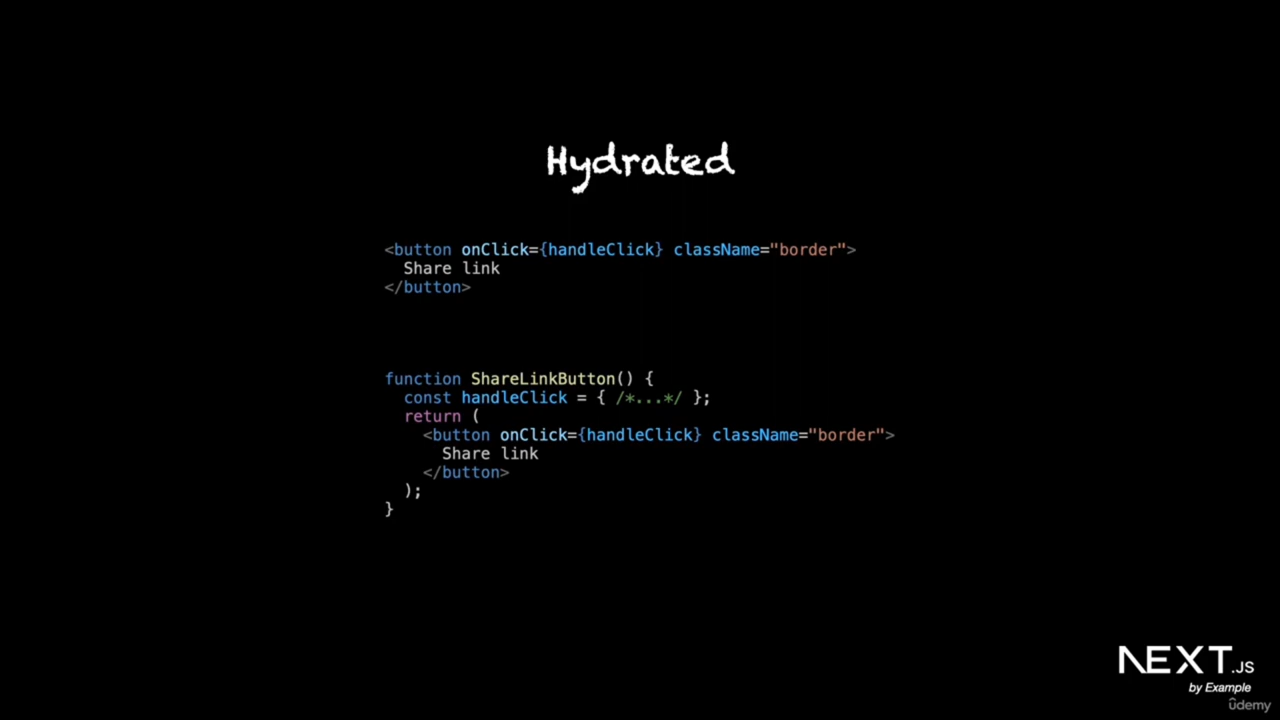 Hydrated
<button onClick={handleClick} className="border">
  Share link
</button>
function ShareLinkButton() {
  const handleClick = { /*...*/ };
  return (
    <button onClick={handleClick} className="border">
      Share link
    </button>
  );
}
NEXT.JS
by Example
ûdemy